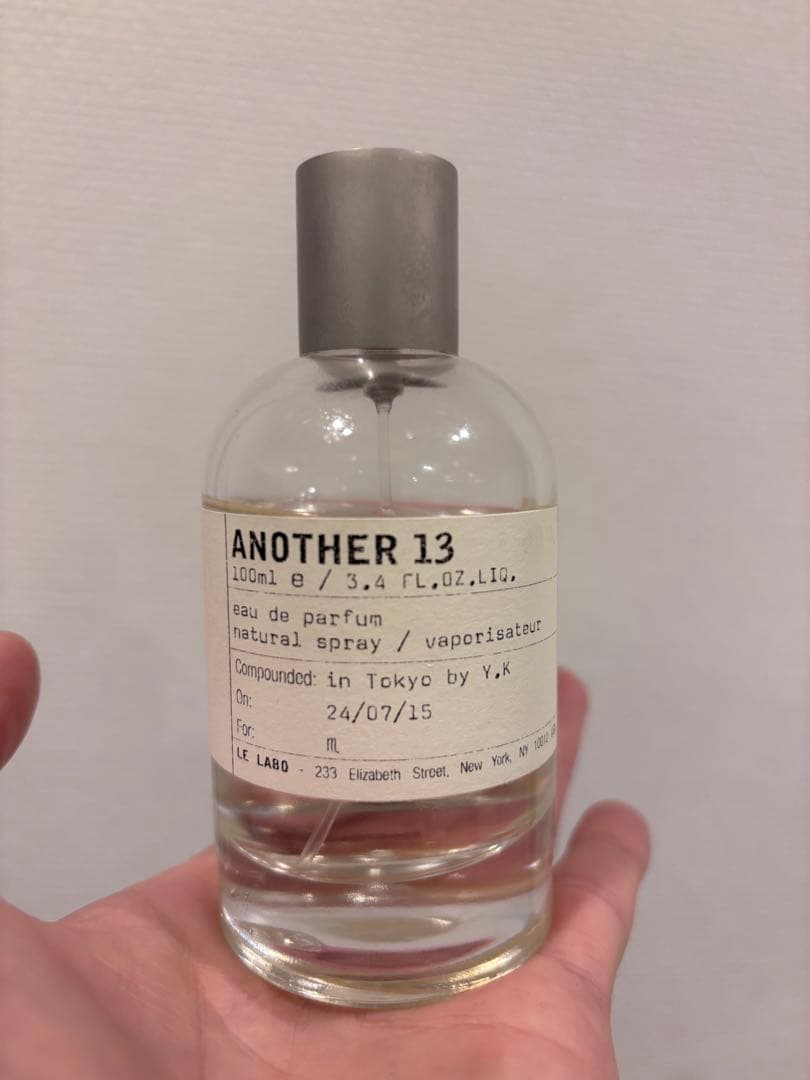 ANOTHER 13
100ml e / 3.4 FL.OZ.LIQ.
eau de parfum
natural spray / vaporisateur
Compounded: in Tokyo by Y.K
On: 24/07/15
For: m
LE LABO - 233 Elizabeth Street, New York, NY 10012